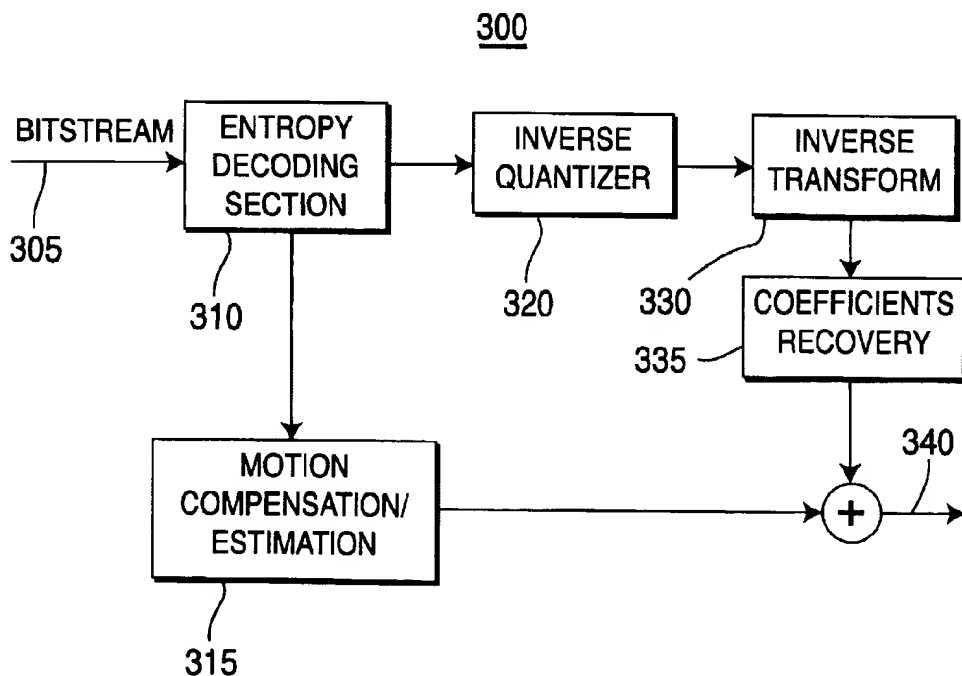 300
BITSTREAM
305
ENTROPY
DECODING
SECTION
310
INVERSE
QUANTIZER
320
INVERSE
TRANSFORM
330
COEFFICIENTS
RECOVERY
335
MOTION
COMPENSATION/
ESTIMATION
315
+
340